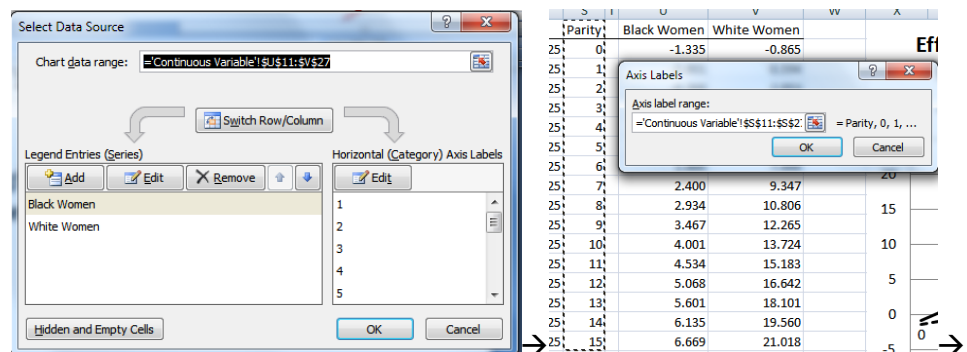 Select Data Source
Chart data range: ='Continuous Variable'!$U$11:$V$27
Switch Row/Column
Legend Entries (Series)
Add Edit Remove
Black Women
White Women
Horizontal (Category) Axis Labels
Edit
1
2
3
4
5
Hidden and Empty Cells
OK Cancel
→
S T U V W X
Parity Black Women White Women
25 0 -1.335 -0.865
25 1
25 2
25 3
25 4
25 5
25 6
25 7 2.400 9.347
25 8 2.934 10.806
25 9 3.467 12.265
25 10 4.001 13.724
25 11 4.534 15.183
25 12 5.068 16.642
25 13 5.601 18.101
25 14 6.135 19.560
25 15 6.669 21.018
Axis Labels
Axis label range:
='Continuous Variable'!$S$11:$S$2 = Parity, 0, 1, ...
OK Cancel
Eff
20
15
10
5
0
0
-5
→